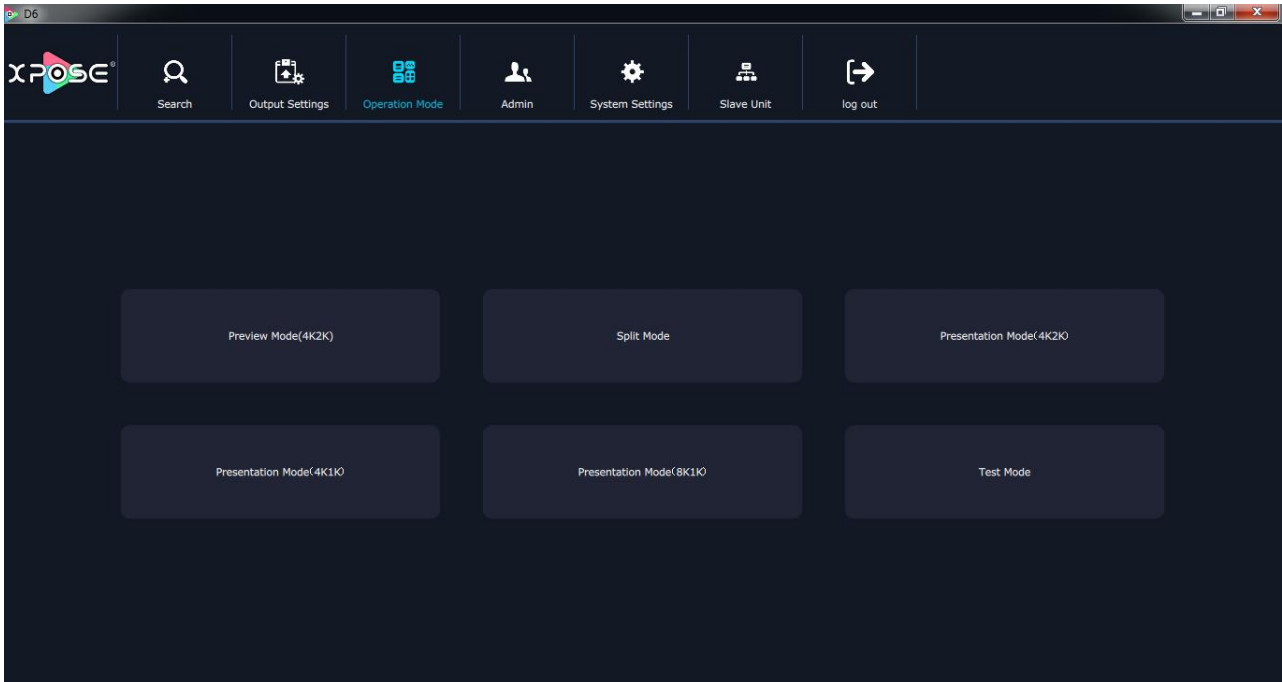 D6
XPOSE®
Search
Output Settings
Operation Mode
Admin
System Settings
Slave Unit
log out
Preview Mode(4K2K)
Split Mode
Presentation Mode(4K2K)
Presentation Mode(4K1K)
Presentation Mode(8K1K)
Test Mode